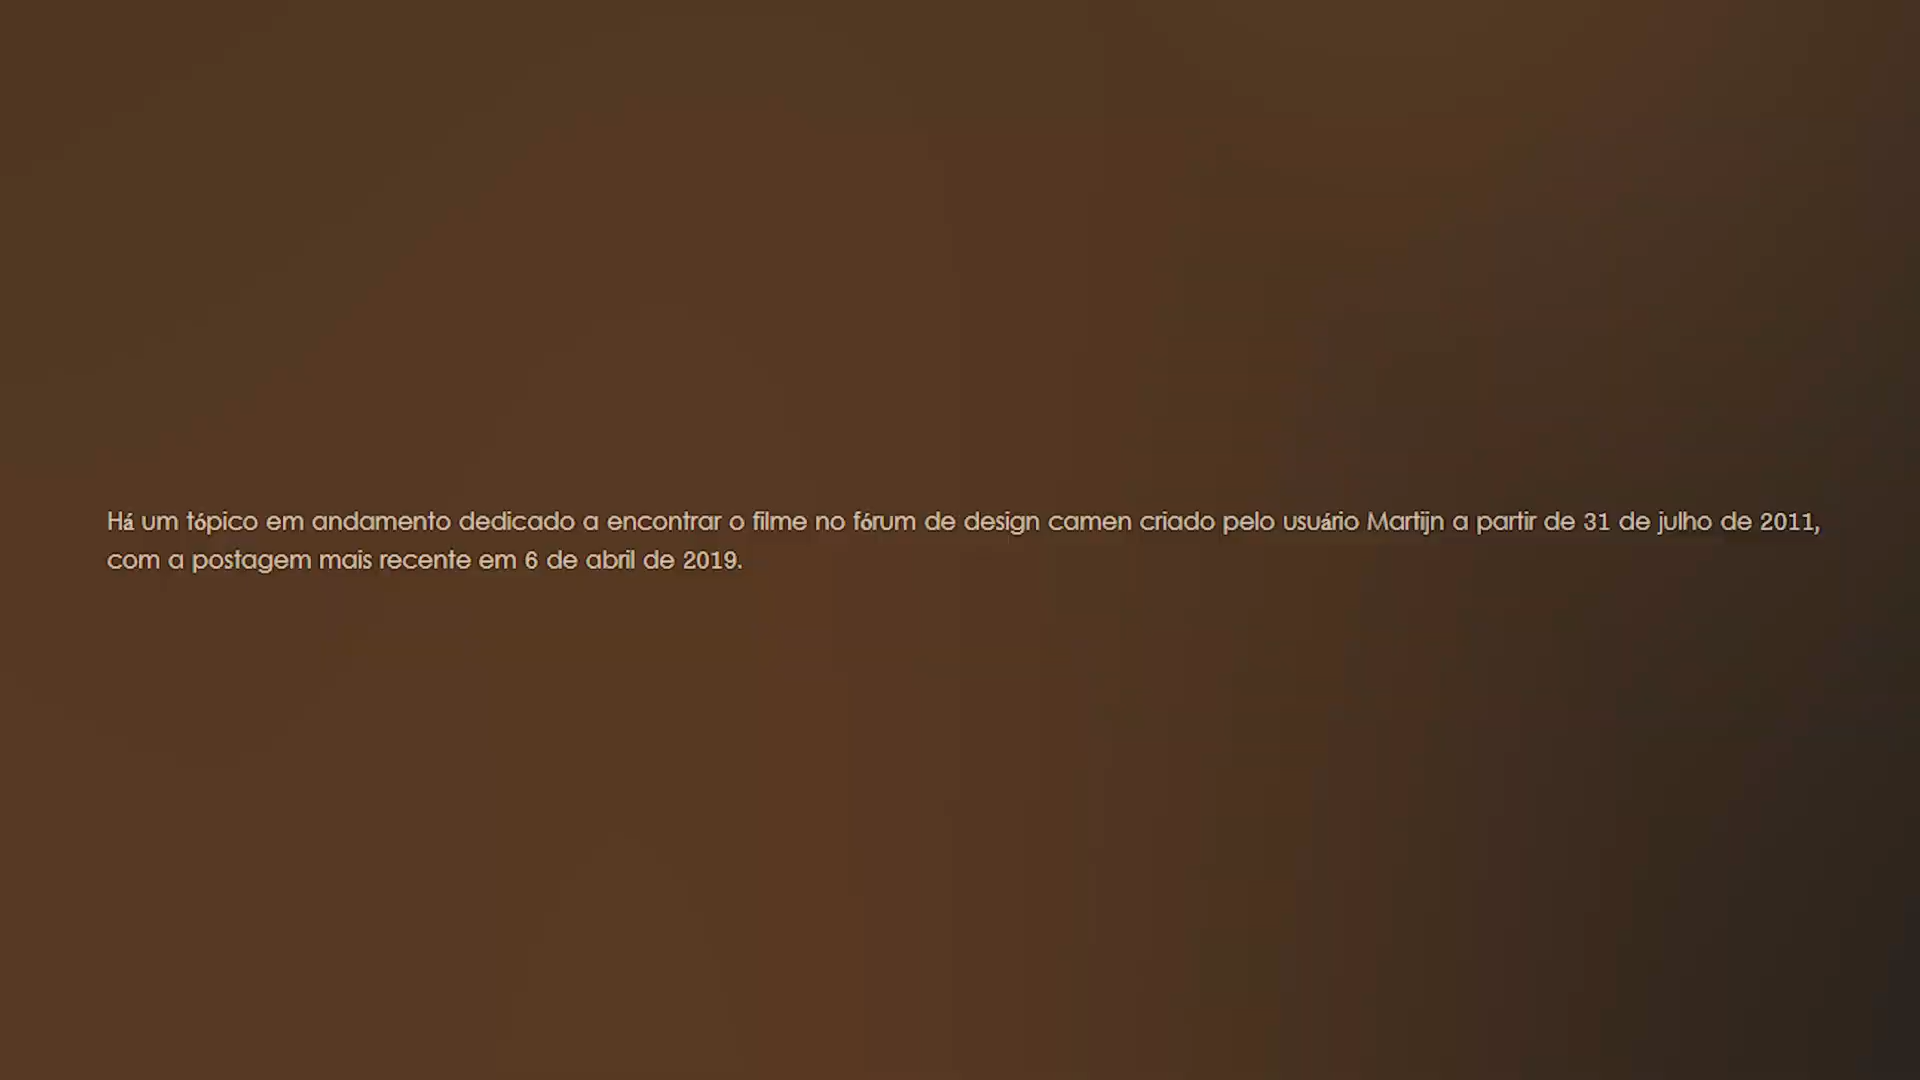 Há um tópico em andamento dedicado a encontrar o filme no fórum de design camen criado pelo usuário Martijn a partir de 31 de julho de 2011,
com a postagem mais recente em 6 de abril de 2019.